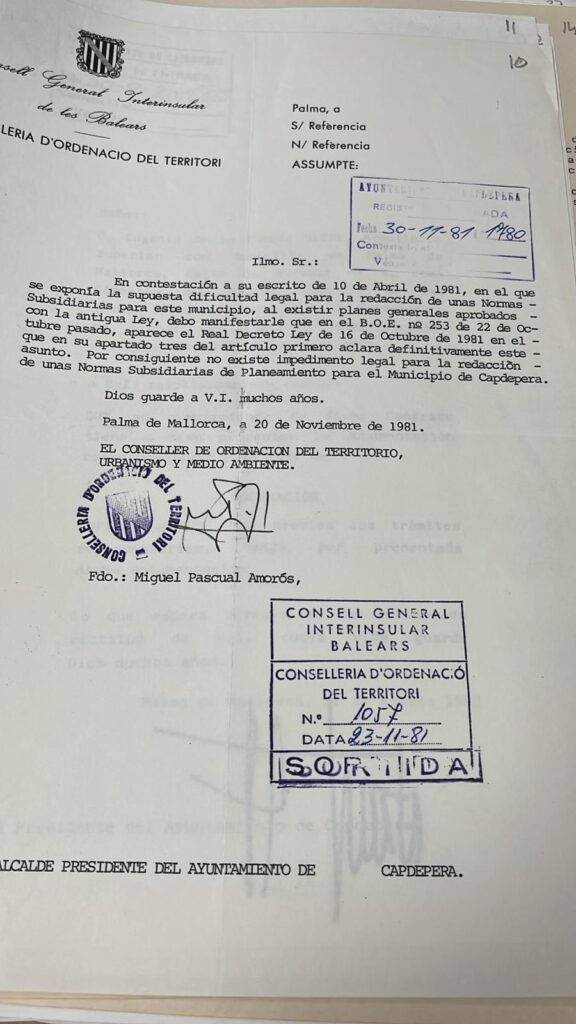 11
10
Consell General Interinsular
de les Balears
CONSELLERIA D'ORDENACIO DEL TERRITORI
Palma, a
S/ Referencia
N/ Referencia
ASSUMPTE:
CAPDEPERA
Fecha 30-11-81 1980
Ilmo. Sr.:
En contestación a su escrito de 10 de Abril de 1981, en el que
se exponía la supuesta dificultad legal para la redacción de unas Normas -
Subsidiarias para este municipio, al existir planes generales aprobados -
con la antigua Ley, debo manifestarle que en el B.O.E. nº 253 de 22 de Oc-
tubre pasado, aparece el Real Decreto Ley de 16 de Octubre de 1981 en el -
que en su apartado tres del artículo primero aclara definitivamente este -
asunto. Por consiguiente no existe impedimento legal para la redacción -
de unas Normas Subsidiarias de Planeamiento para el Municipio de Capdepera.
Dios guarde a V.I. muchos años.
Palma de Mallorca, a 20 de Noviembre de 1981.
EL CONSELLER DE ORDENACION DEL TERRITORIO,
URBANISMO Y MEDIO AMBIENTE.
CONSELLERIA D'ORDENACIO DEL TERRITORI
Fdo.: Miguel Pascual Amorós,
CONSELL GENERAL
INTERINSULAR
BALEARS
CONSELLERIA D'ORDENACIÓ
DEL TERRITORI
N.º 1057
DATA 23-11-81
SORTIDA
ALCALDE PRESIDENTE DEL AYUNTAMIENTO DE CAPDEPERA.